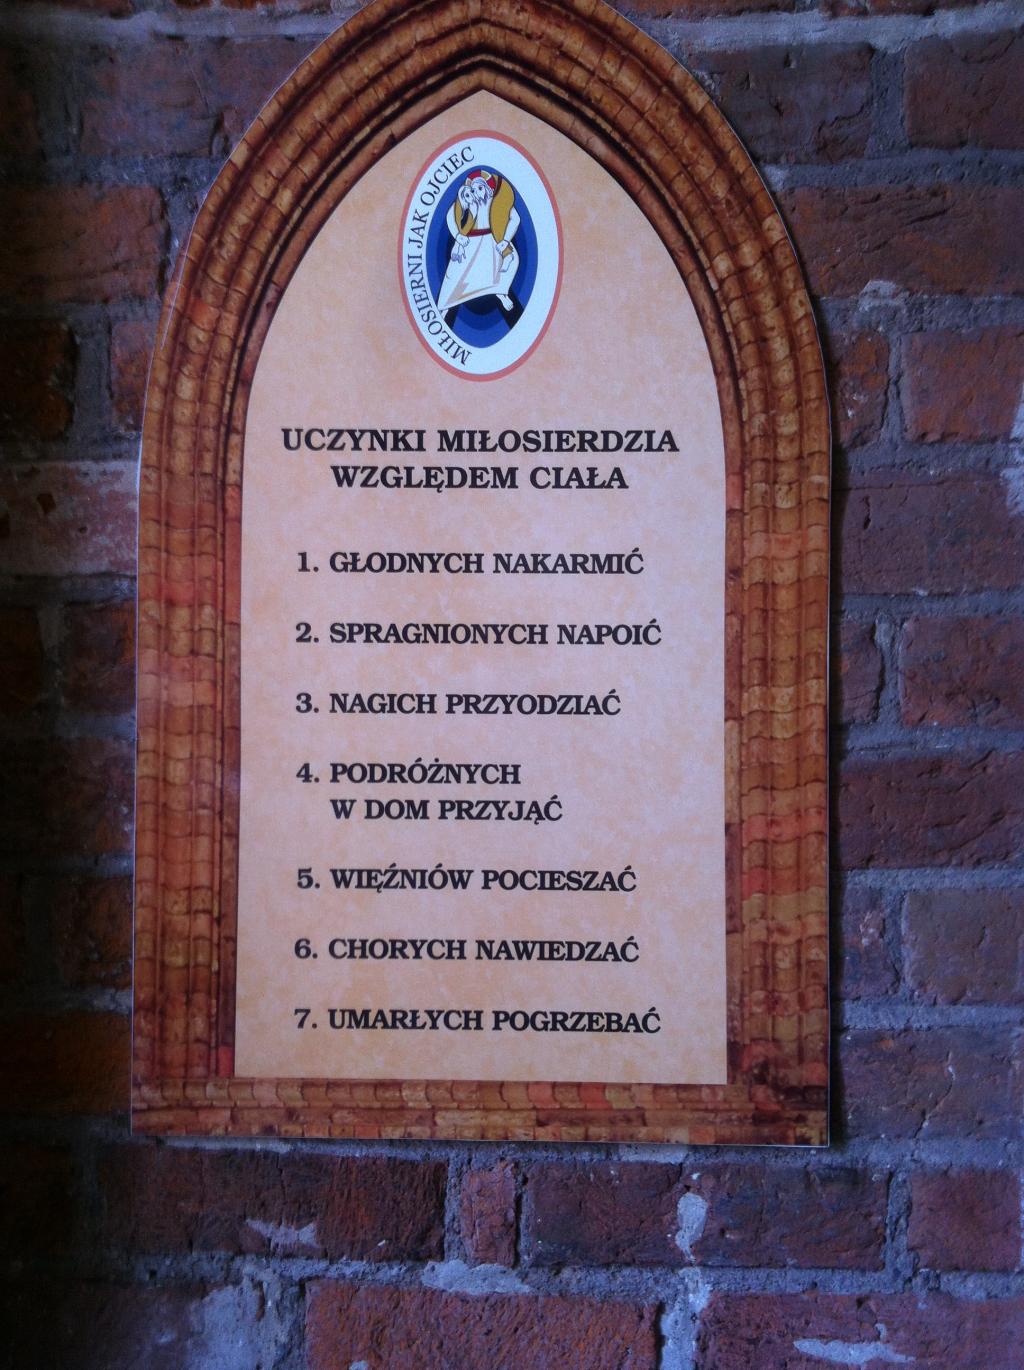 MIŁOSIERNI JAK OJCIEC
UCZYNKI MIŁOSIERDZIA
WZGLĘDEM CIAŁA
1. GŁODNYCH NAKARMIĆ
2. SPRAGNIONYCH NAPOIĆ
3. NAGICH PRZYODZIAĆ
4. PODRÓŻNYCH
W DOM PRZYJĄĆ
5. WIĘŹNIÓW POCIESZAĆ
6. CHORYCH NAWIEDZAĆ
7. UMARŁYCH POGRZEBAĆ